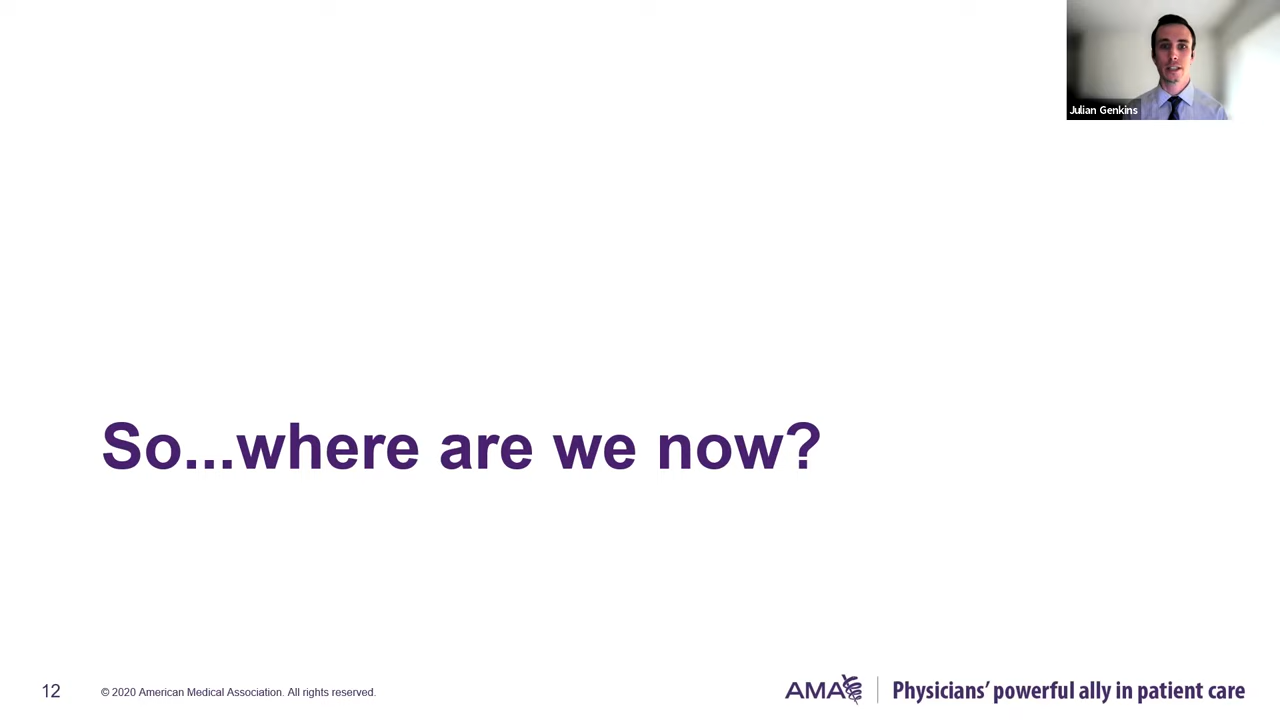 Julian Genkins
So...where are we now?
12
© 2020 American Medical Association. All rights reserved.
AMA
Physicians' powerful ally in patient care